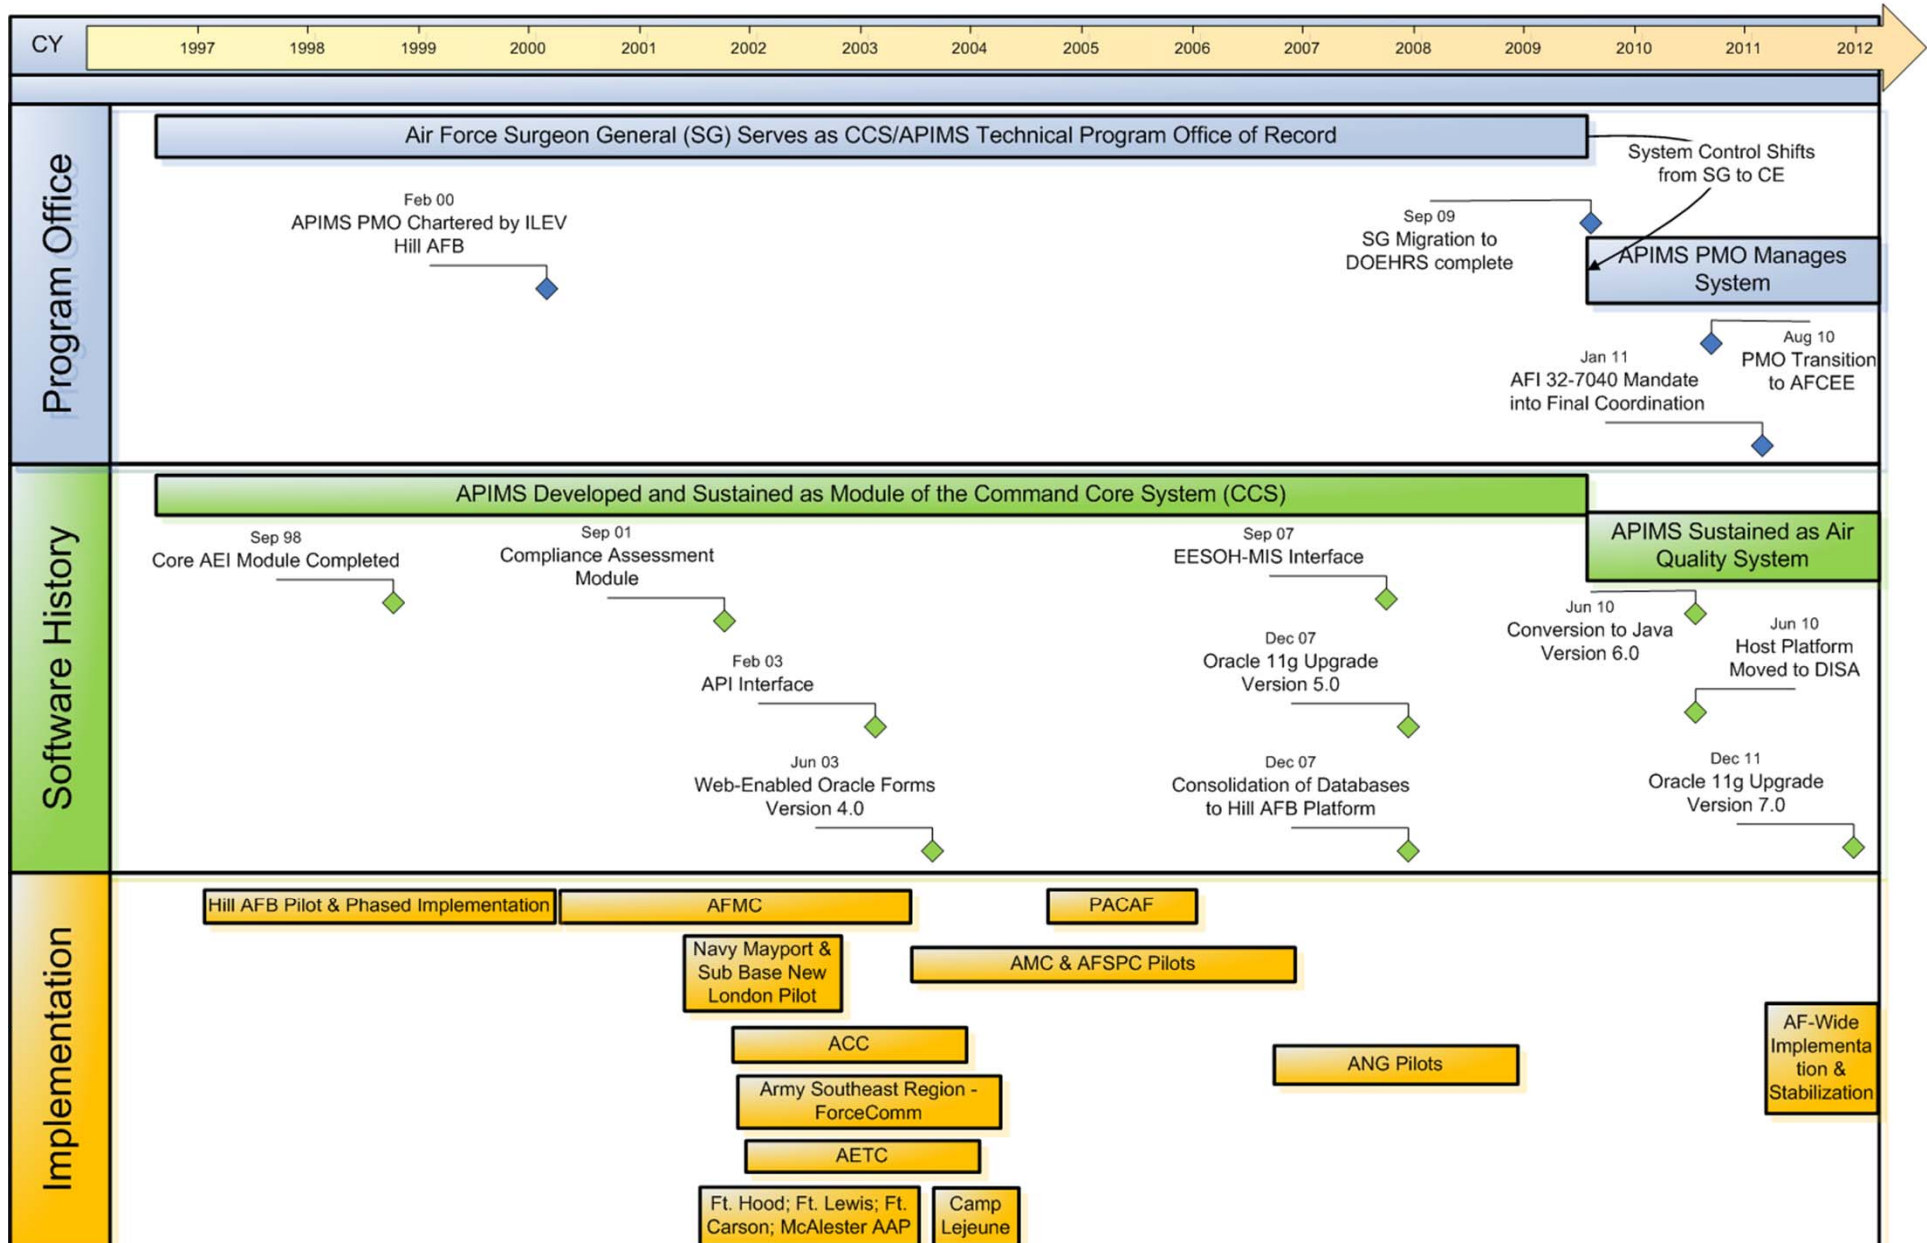 CY
1997 1998 1999 2000 2001 2002 2003 2004 2005 2006 2007 2008 2009 2010 2011 2012
Program Office
Air Force Surgeon General (SG) Serves as CCS/APIMS Technical Program Office of Record
System Control Shifts
from SG to CE
Feb 00
APIMS PMO Chartered by ILEV
Hill AFB
Sep 09
SG Migration to
DOEHRS complete
APIMS PMO Manages
System
Aug 10
PMO Transition
to AFCEE
Jan 11
AFI 32-7040 Mandate
into Final Coordination
Software History
APIMS Developed and Sustained as Module of the Command Core System (CCS)
APIMS Sustained as Air
Quality System
Sep 98
Core AEI Module Completed
Sep 01
Compliance Assessment
Module
Sep 07
EESOH-MIS Interface
Jun 10
Conversion to Java
Version 6.0
Jun 10
Host Platform
Moved to DISA
Feb 03
API Interface
Dec 07
Oracle 11g Upgrade
Version 5.0
Jun 03
Web-Enabled Oracle Forms
Version 4.0
Dec 07
Consolidation of Databases
to Hill AFB Platform
Dec 11
Oracle 11g Upgrade
Version 7.0
Implementation
Hill AFB Pilot & Phased Implementation
AFMC
PACAF
Navy Mayport &
Sub Base New
London Pilot
AMC & AFSPC Pilots
AF-Wide
Implementa
tion &
Stabilization
ACC
ANG Pilots
Army Southeast Region -
ForceComm
AETC
Ft. Hood; Ft. Lewis; Ft.
Carson; McAlester AAP
Camp
Lejeune